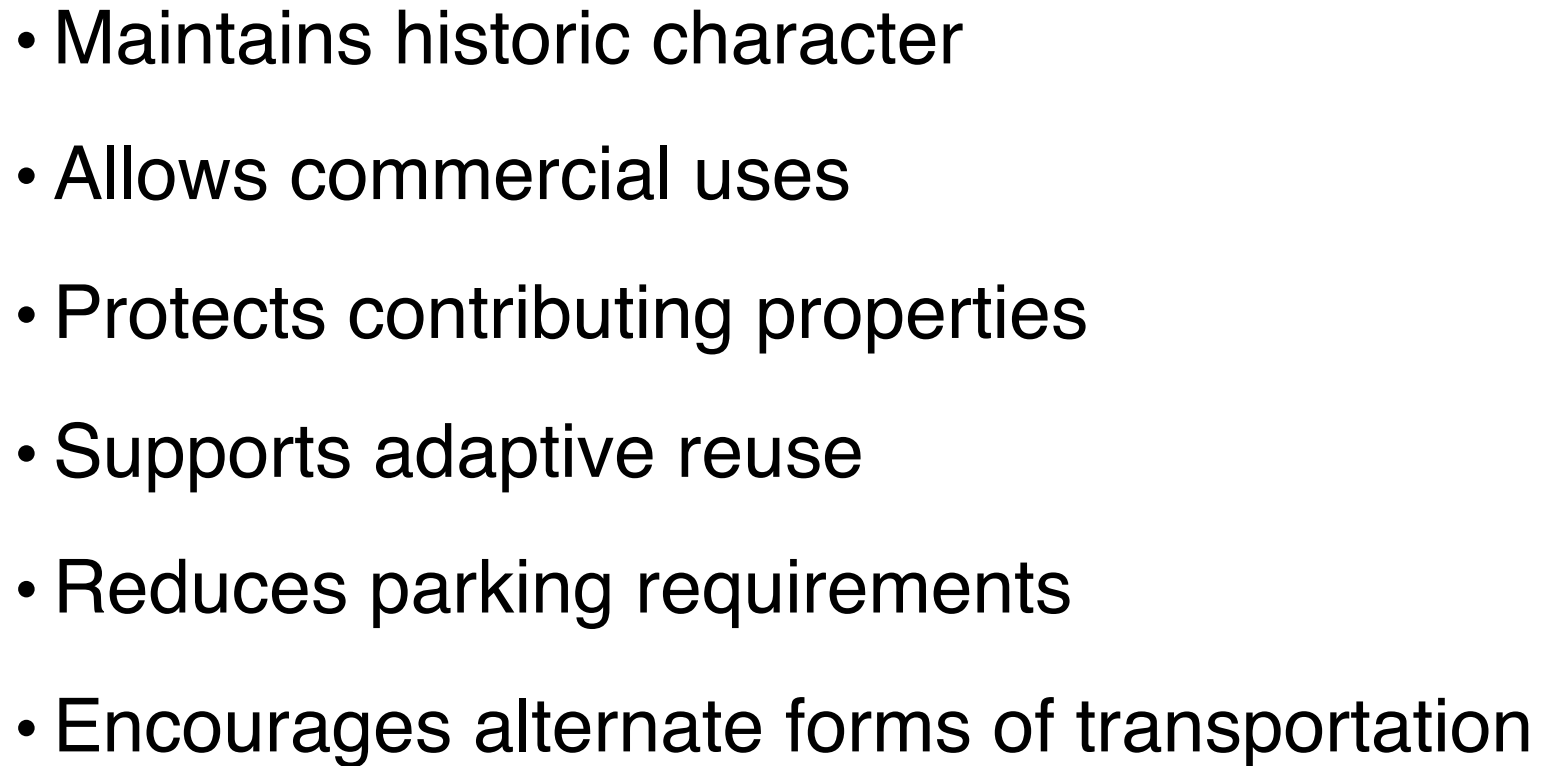 • Maintains historic character
• Allows commercial uses
• Protects contributing properties
• Supports adaptive reuse
• Reduces parking requirements
• Encourages alternate forms of transportation